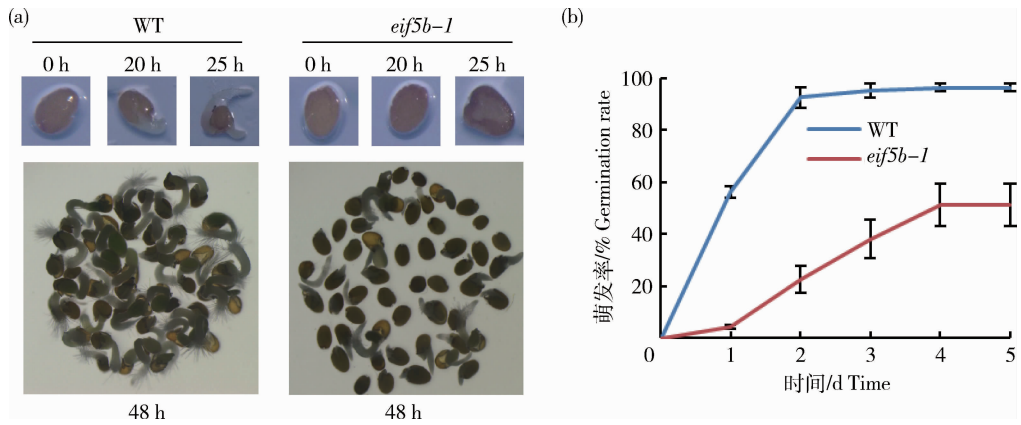 (a)
WT
eif5b-1
0 h 20 h 25 h
0 h 20 h 25 h
48 h
48 h
(b)
100
80
60
40
20
0
1 2 3 4 5
萌发率/% Germination rate
时间/d Time
WT
eif5b-1